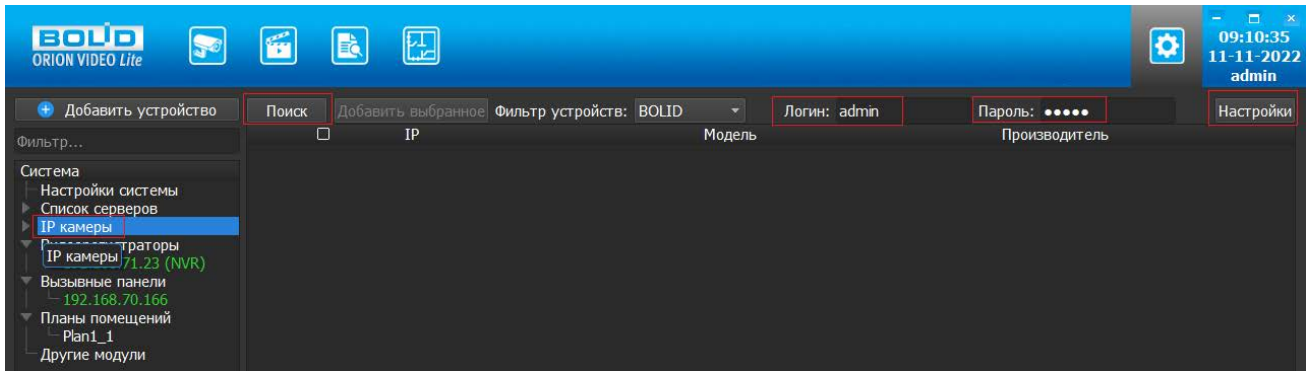 BOLID
ORION VIDEO Lite
09:10:35
11-11-2022
admin
Добавить устройство
Поиск
Добавить выбранное
Фильтр устройств: BOLID
Логин: admin
Пароль: •••••
Настройки
Фильтр...
IP
Модель
Производитель
Система
Настройки системы
Список серверов
IP камеры
IP камеры
71.23 (NVR)
Вызывные панели
192.168.70.166
Планы помещений
Plan1_1
Другие модули